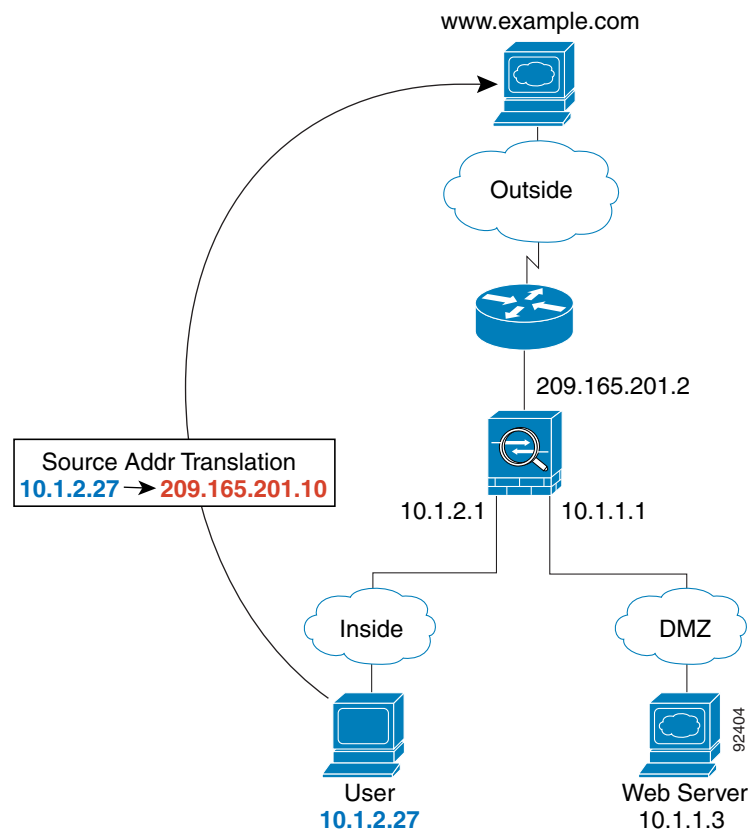 www.example.com
Outside
209.165.201.2
Source Addr Translation
10.1.2.27 209.165.201.10
10.1.2.1 10.1.1.1
Inside DMZ
92404
User Web Server
10.1.2.27 10.1.1.3